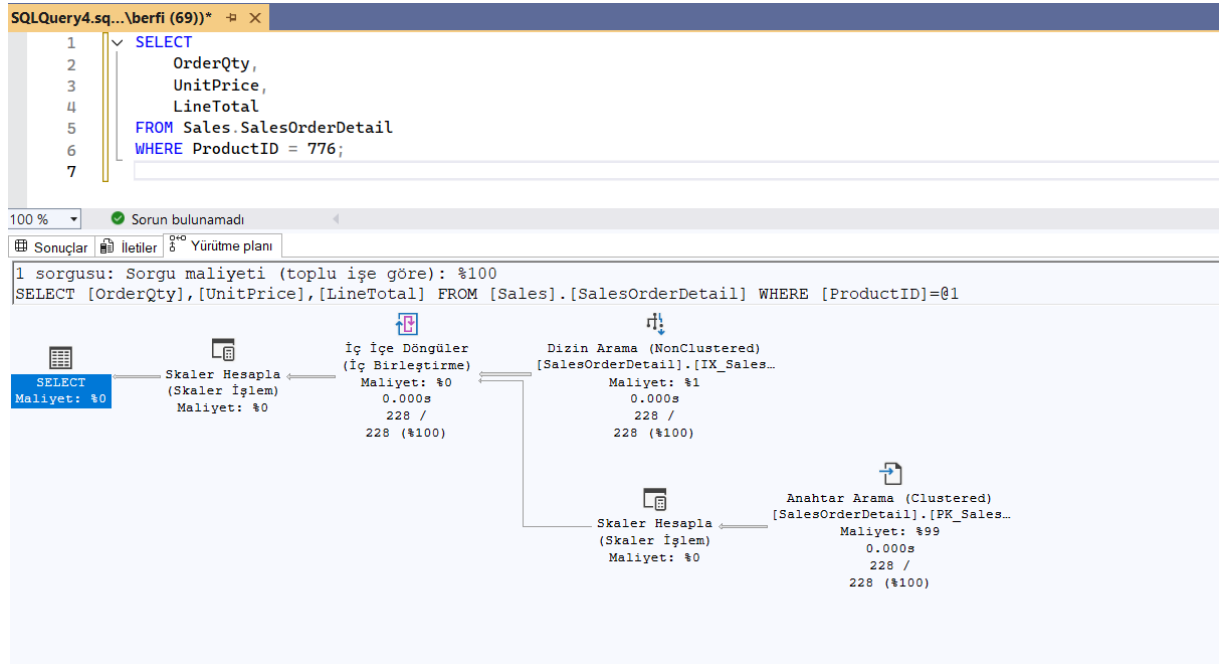 SQLQuery4.sq...\berfi (69))*
1 SELECT
2 OrderQty,
3 UnitPrice,
4 LineTotal
5 FROM Sales.SalesOrderDetail
6 WHERE ProductID = 776;
7
100 % Sorun bulunamadı
Sonuçlar İletiler Yürütme planı
1 sorgusu: Sorgu maliyeti (toplu işe göre): %100
SELECT [OrderQty],[UnitPrice],[LineTotal] FROM [Sales].[SalesOrderDetail] WHERE [ProductID]=@1
SELECT
Maliyet: %0
Skaler Hesapla
(Skaler İşlem)
Maliyet: %0
İç İçe Döngüler
(İç Birleştirme)
Maliyet: %0
0.000s
228 /
228 (%100)
Dizin Arama (NonClustered)
[SalesOrderDetail].[IX_Sales…
Maliyet: %1
0.000s
228 /
228 (%100)
Skaler Hesapla
(Skaler İşlem)
Maliyet: %0
Anahtar Arama (Clustered)
[SalesOrderDetail].[PK_Sales…
Maliyet: %99
0.000s
228 /
228 (%100)